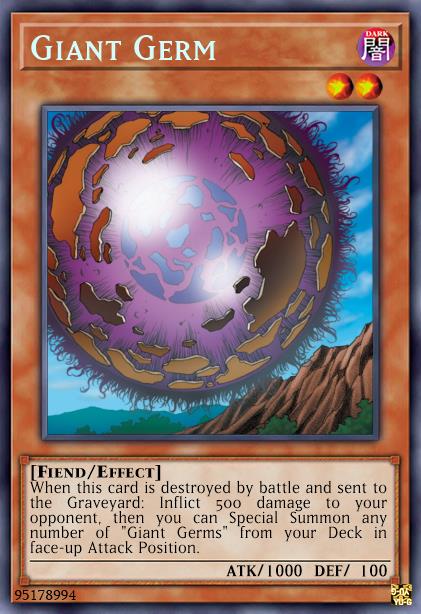 GIANT GERM
DARK
闇
[FIEND/EFFECT]
When this card is destroyed by battle and sent to
the Graveyard: Inflict 500 damage to your
opponent, then you can Special Summon any
number of "Giant Germs" from your Deck in
face-up Attack Position.
ATK/1000 DEF/ 100
95178994